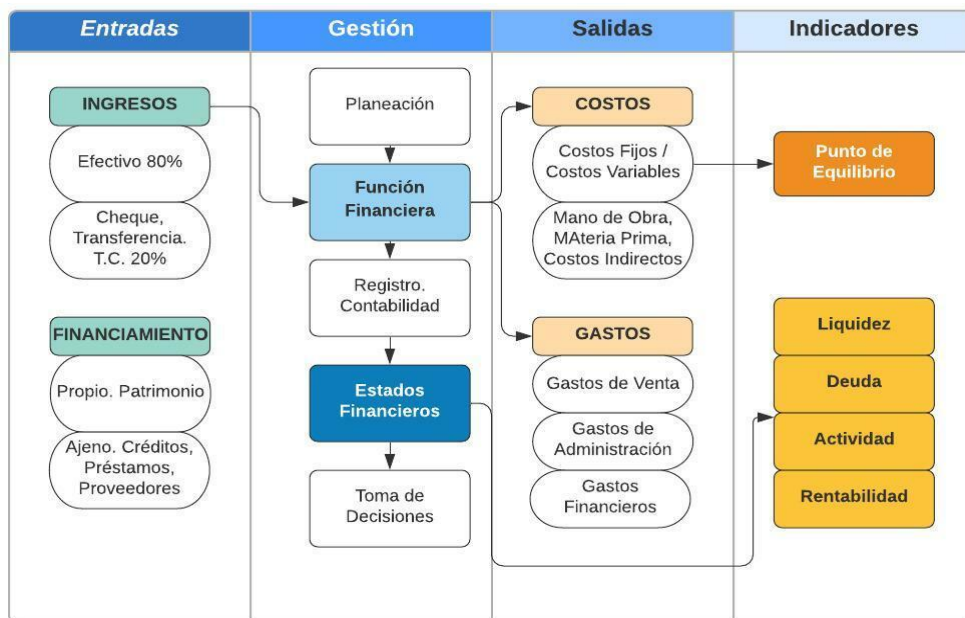 Entradas
Gestión
Salidas
Indicadores
INGRESOS
Efectivo 80%
Cheque,
Transferencia.
T.C. 20%
FINANCIAMIENTO
Propio. Patrimonio
Ajeno. Créditos,
Préstamos,
Proveedores
Planeación
Función
Financiera
Registro.
Contabilidad
Estados
Financieros
Toma de
Decisiones
COSTOS
Costos Fijos /
Costos Variables
Mano de Obra,
MAteria Prima,
Costos Indirectos
GASTOS
Gastos de Venta
Gastos de
Administración
Gastos
Financieros
Punto de
Equilibrio
Liquidez
Deuda
Actividad
Rentabilidad